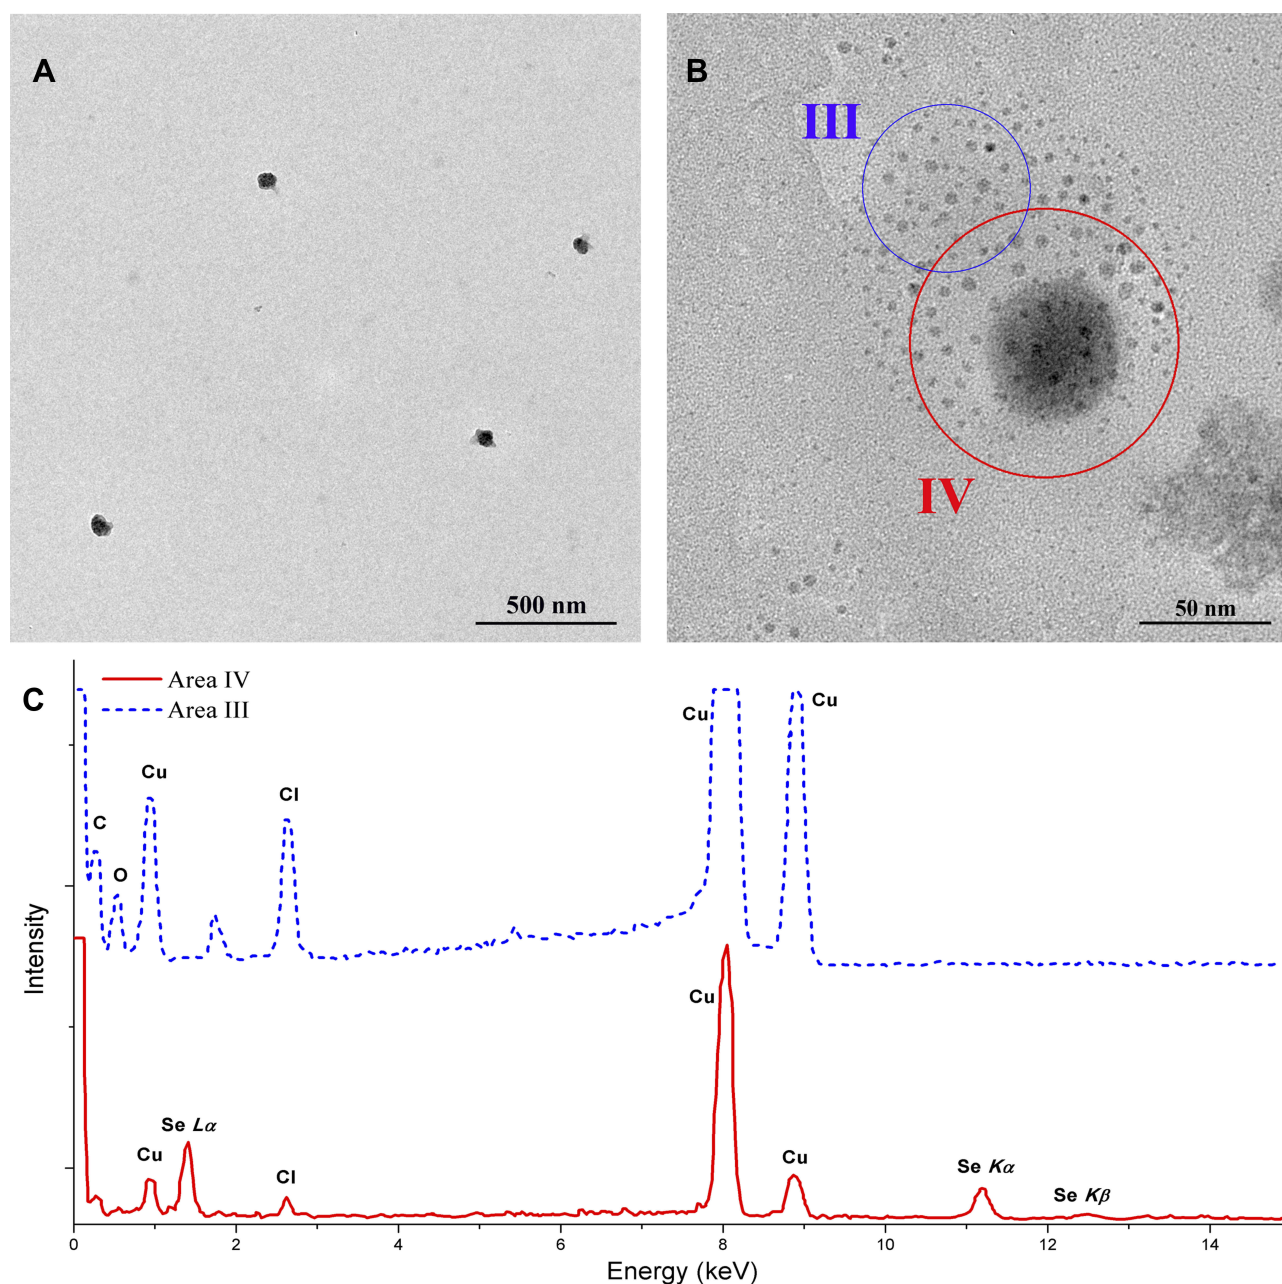 A
500 nm
B
III
IV
50 nm
C
Area IV
Area III
Cu
Cu
Cu
Cl
C
O
Intensity
Cu
Se Lα
Cu
Cl
Cu
Se Kα
Se Kβ
0
2
4
6
8
10
12
14
Energy (keV)